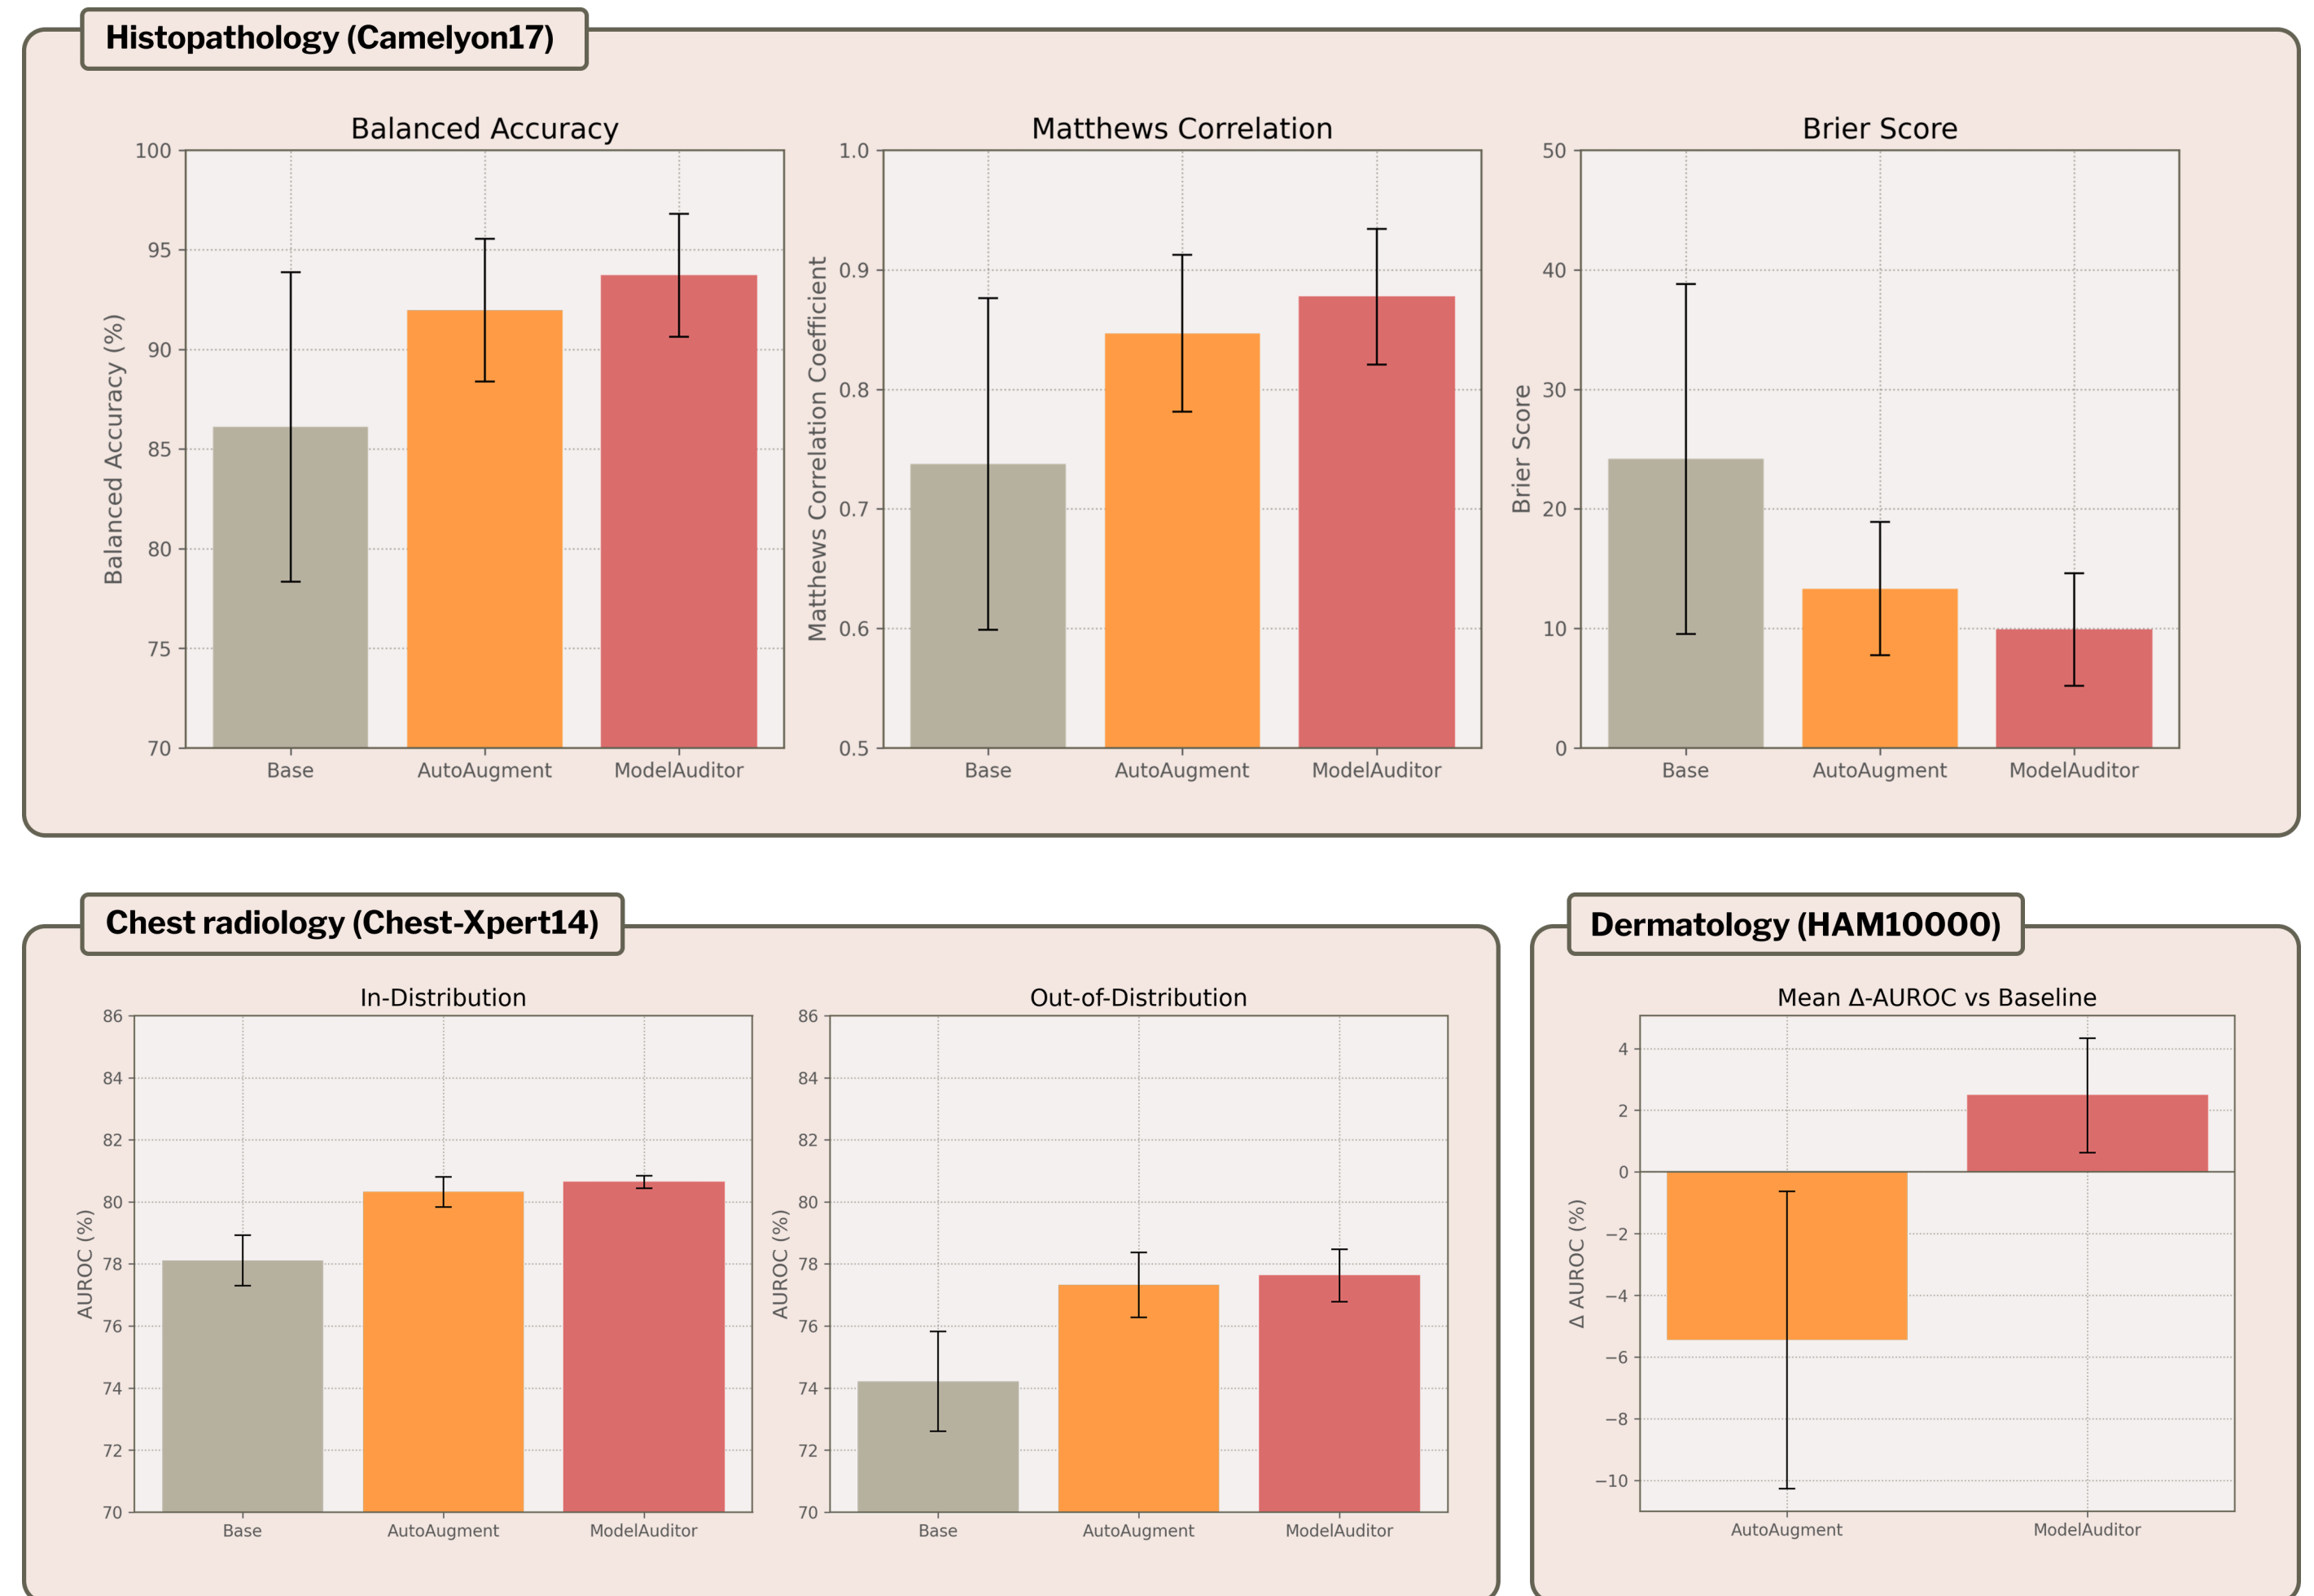 Histopathology (Camelyon17)
Balanced Accuracy
Balanced Accuracy (%)
100
95
90
85
80
75
70
Base AutoAugment ModelAuditor
Matthews Correlation
Matthews Correlation Coefficient
1.0
0.9
0.8
0.7
0.6
0.5
Base AutoAugment ModelAuditor
Brier Score
Brier Score
50
40
30
20
10
0
Base AutoAugment ModelAuditor
Chest radiology (Chest-Xpert14)
In-Distribution
AUROC (%)
86
84
82
80
78
76
74
72
70
Base AutoAugment ModelAuditor
Out-of-Distribution
AUROC (%)
86
84
82
80
78
76
74
72
70
Base AutoAugment ModelAuditor
Dermatology (HAM10000)
Mean Δ-AUROC vs Baseline
Δ AUROC (%)
4
2
0
−2
−4
−6
−8
−10
AutoAugment ModelAuditor